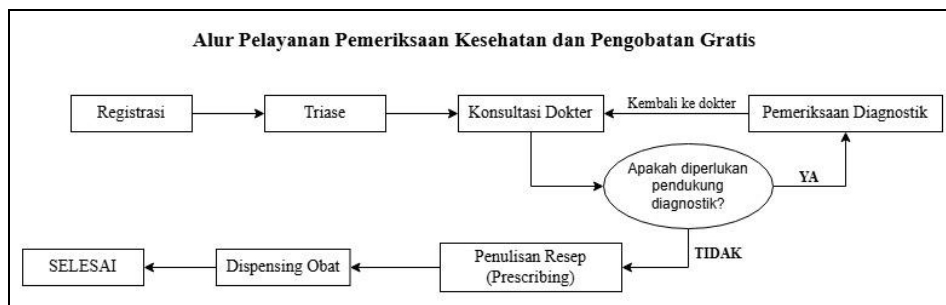 Alur Pelayanan Pemeriksaan Kesehatan dan Pengobatan Gratis
Registrasi
Triase
Konsultasi Dokter
Kembali ke dokter
Pemeriksaan Diagnostik
Apakah diperlukan
pendukung
diagnostik?
YA
TIDAK
Penulisan Resep
(Prescribing)
Dispensing Obat
SELESAI